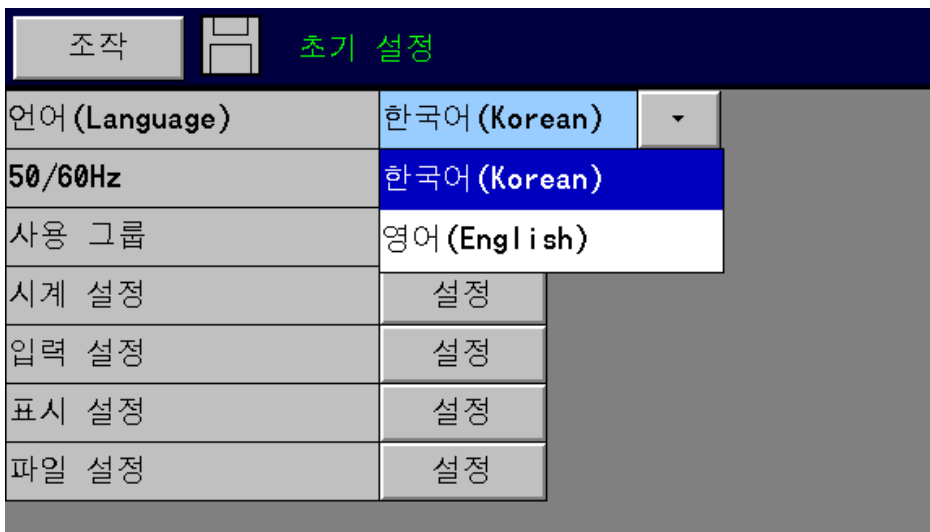 조작 초기 설정
언어(Language) 한국어(Korean)
50/60Hz 한국어(Korean)
사용 그룹 영어(English)
시계 설정 설정
입력 설정 설정
표시 설정 설정
파일 설정 설정